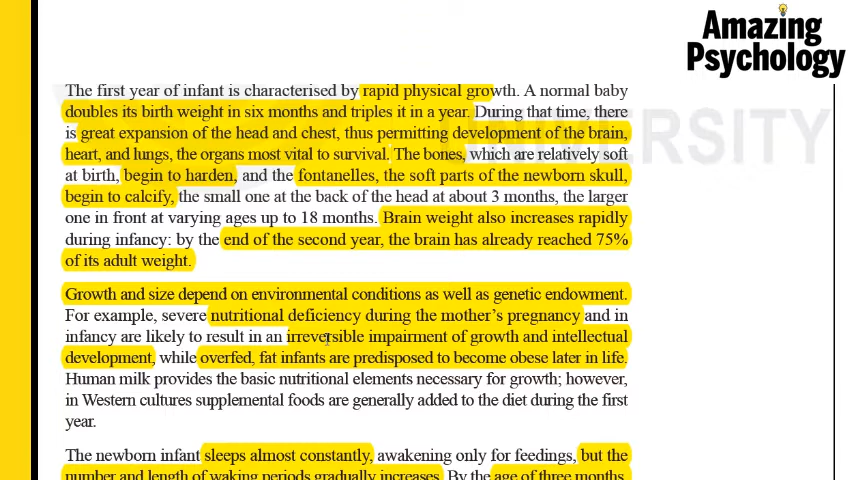 Amazing
Psychology
The first year of infant is characterised by rapid physical growth. A normal baby
doubles its birth weight in six months and triples it in a year. During that time, there
is great expansion of the head and chest, thus permitting development of the brain,
heart, and lungs, the organs most vital to survival. The bones, which are relatively soft
at birth, begin to harden, and the fontanelles, the soft parts of the newborn skull,
begin to calcify, the small one at the back of the head at about 3 months, the larger
one in front at varying ages up to 18 months. Brain weight also increases rapidly
during infancy: by the end of the second year, the brain has already reached 75%
of its adult weight.
Growth and size depend on environmental conditions as well as genetic endowment.
For example, severe nutritional deficiency during the mother's pregnancy and in
infancy are likely to result in an irreversible impairment of growth and intellectual
development, while overfed, fat infants are predisposed to become obese later in life.
Human milk provides the basic nutritional elements necessary for growth; however,
in Western cultures supplemental foods are generally added to the diet during the first
year.
The newborn infant sleeps almost constantly, awakening only for feedings, but the
number and length of waking periods gradually increases. By the age of three months,